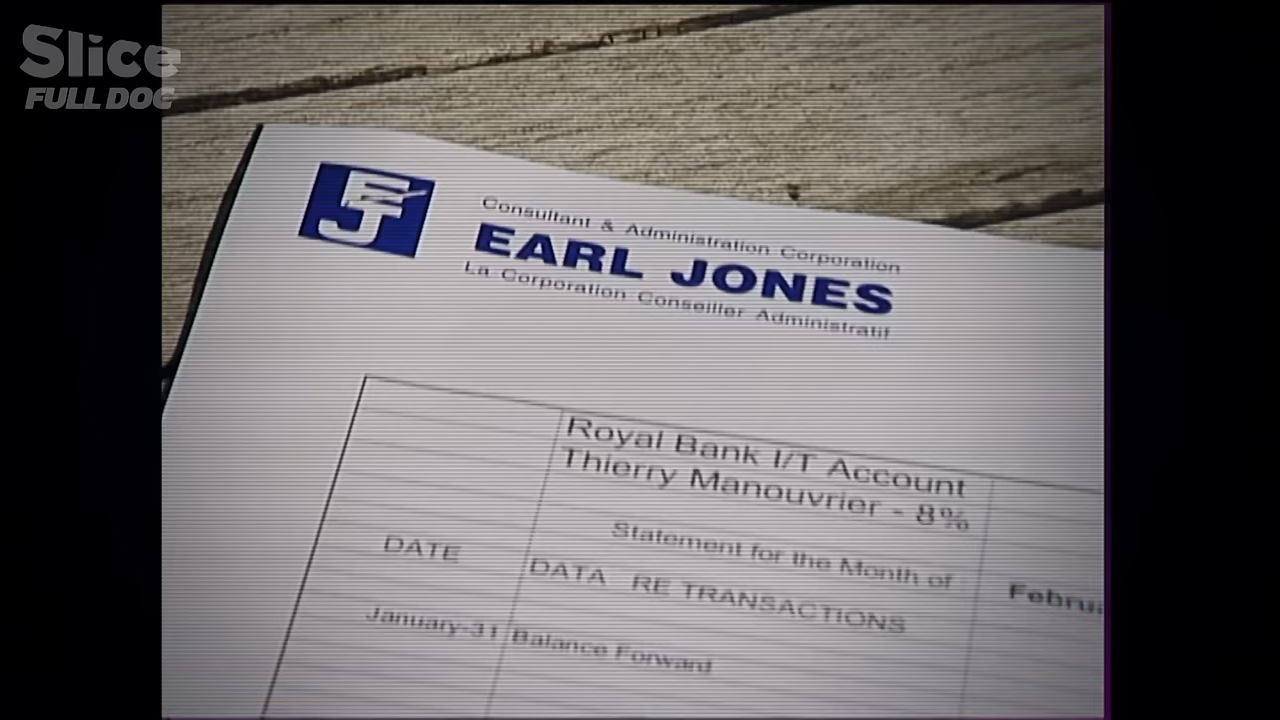 Slice
FULL DOC
EJ
Consultant & Administration Corporation
EARL JONES
La Corporation Conseiller Administratif
Royal Bank I/T Account
Thierry Manouvrier - 8%
Statement for the Month of
DATE DATA RE TRANSACTIONS
January-31 Balance Forward